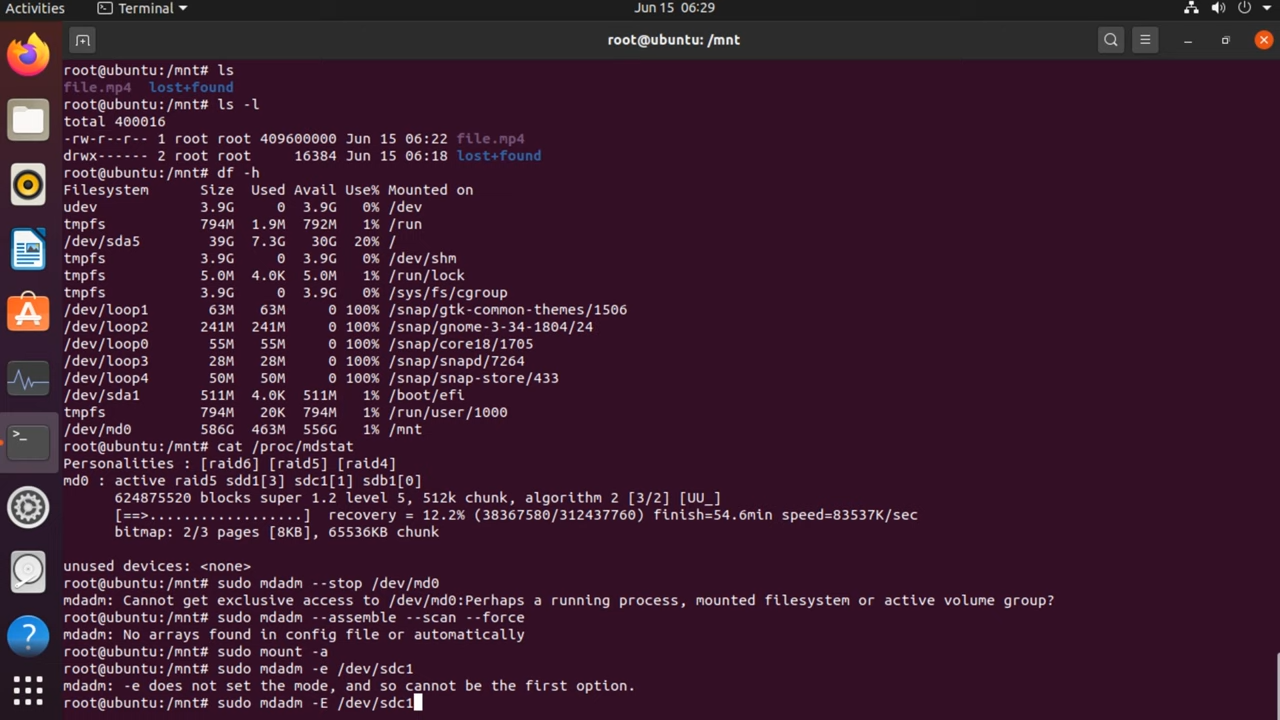 Activities Terminal Jun 15 06:29
root@ubuntu: /mnt
root@ubuntu:/mnt# ls
file.mp4  lost+found
root@ubuntu:/mnt# ls -l
total 400016
-rw-r--r-- 1 root root 409600000 Jun 15 06:22 file.mp4
drwx------ 2 root root     16384 Jun 15 06:18 lost+found
root@ubuntu:/mnt# df -h
Filesystem      Size  Used Avail Use% Mounted on
udev            3.9G     0  3.9G   0% /dev
tmpfs           794M  1.9M  792M   1% /run
/dev/sda5        39G  7.3G   30G  20% /
tmpfs           3.9G     0  3.9G   0% /dev/shm
tmpfs           5.0M  4.0K  5.0M   1% /run/lock
tmpfs           3.9G     0  3.9G   0% /sys/fs/cgroup
/dev/loop1       63M   63M     0 100% /snap/gtk-common-themes/1506
/dev/loop2      241M  241M     0 100% /snap/gnome-3-34-1804/24
/dev/loop0       55M   55M     0 100% /snap/core18/1705
/dev/loop3       28M   28M     0 100% /snap/snapd/7264
/dev/loop4       50M   50M     0 100% /snap/snap-store/433
/dev/sda1       511M  4.0K  511M   1% /boot/efi
tmpfs           794M   20K  794M   1% /run/user/1000
/dev/md0        586G  463M  556G   1% /mnt
root@ubuntu:/mnt# cat /proc/mdstat
Personalities : [raid6] [raid5] [raid4]
md0 : active raid5 sdd1[3] sdc1[1] sdb1[0]
      624875520 blocks super 1.2 level 5, 512k chunk, algorithm 2 [3/2] [UU_]
      [==>..................]  recovery = 12.2% (38367580/312437760) finish=54.6min speed=83537K/sec
      bitmap: 2/3 pages [8KB], 65536KB chunk
unused devices: <none>
root@ubuntu:/mnt# sudo mdadm --stop /dev/md0
mdadm: Cannot get exclusive access to /dev/md0:Perhaps a running process, mounted filesystem or active volume group?
root@ubuntu:/mnt# sudo mdadm --assemble --scan --force
mdadm: No arrays found in config file or automatically
root@ubuntu:/mnt# sudo mount -a
root@ubuntu:/mnt# sudo mdadm -e /dev/sdc1
mdadm: -e does not set the mode, and so cannot be the first option.
root@ubuntu:/mnt# sudo mdadm -E /dev/sdc1